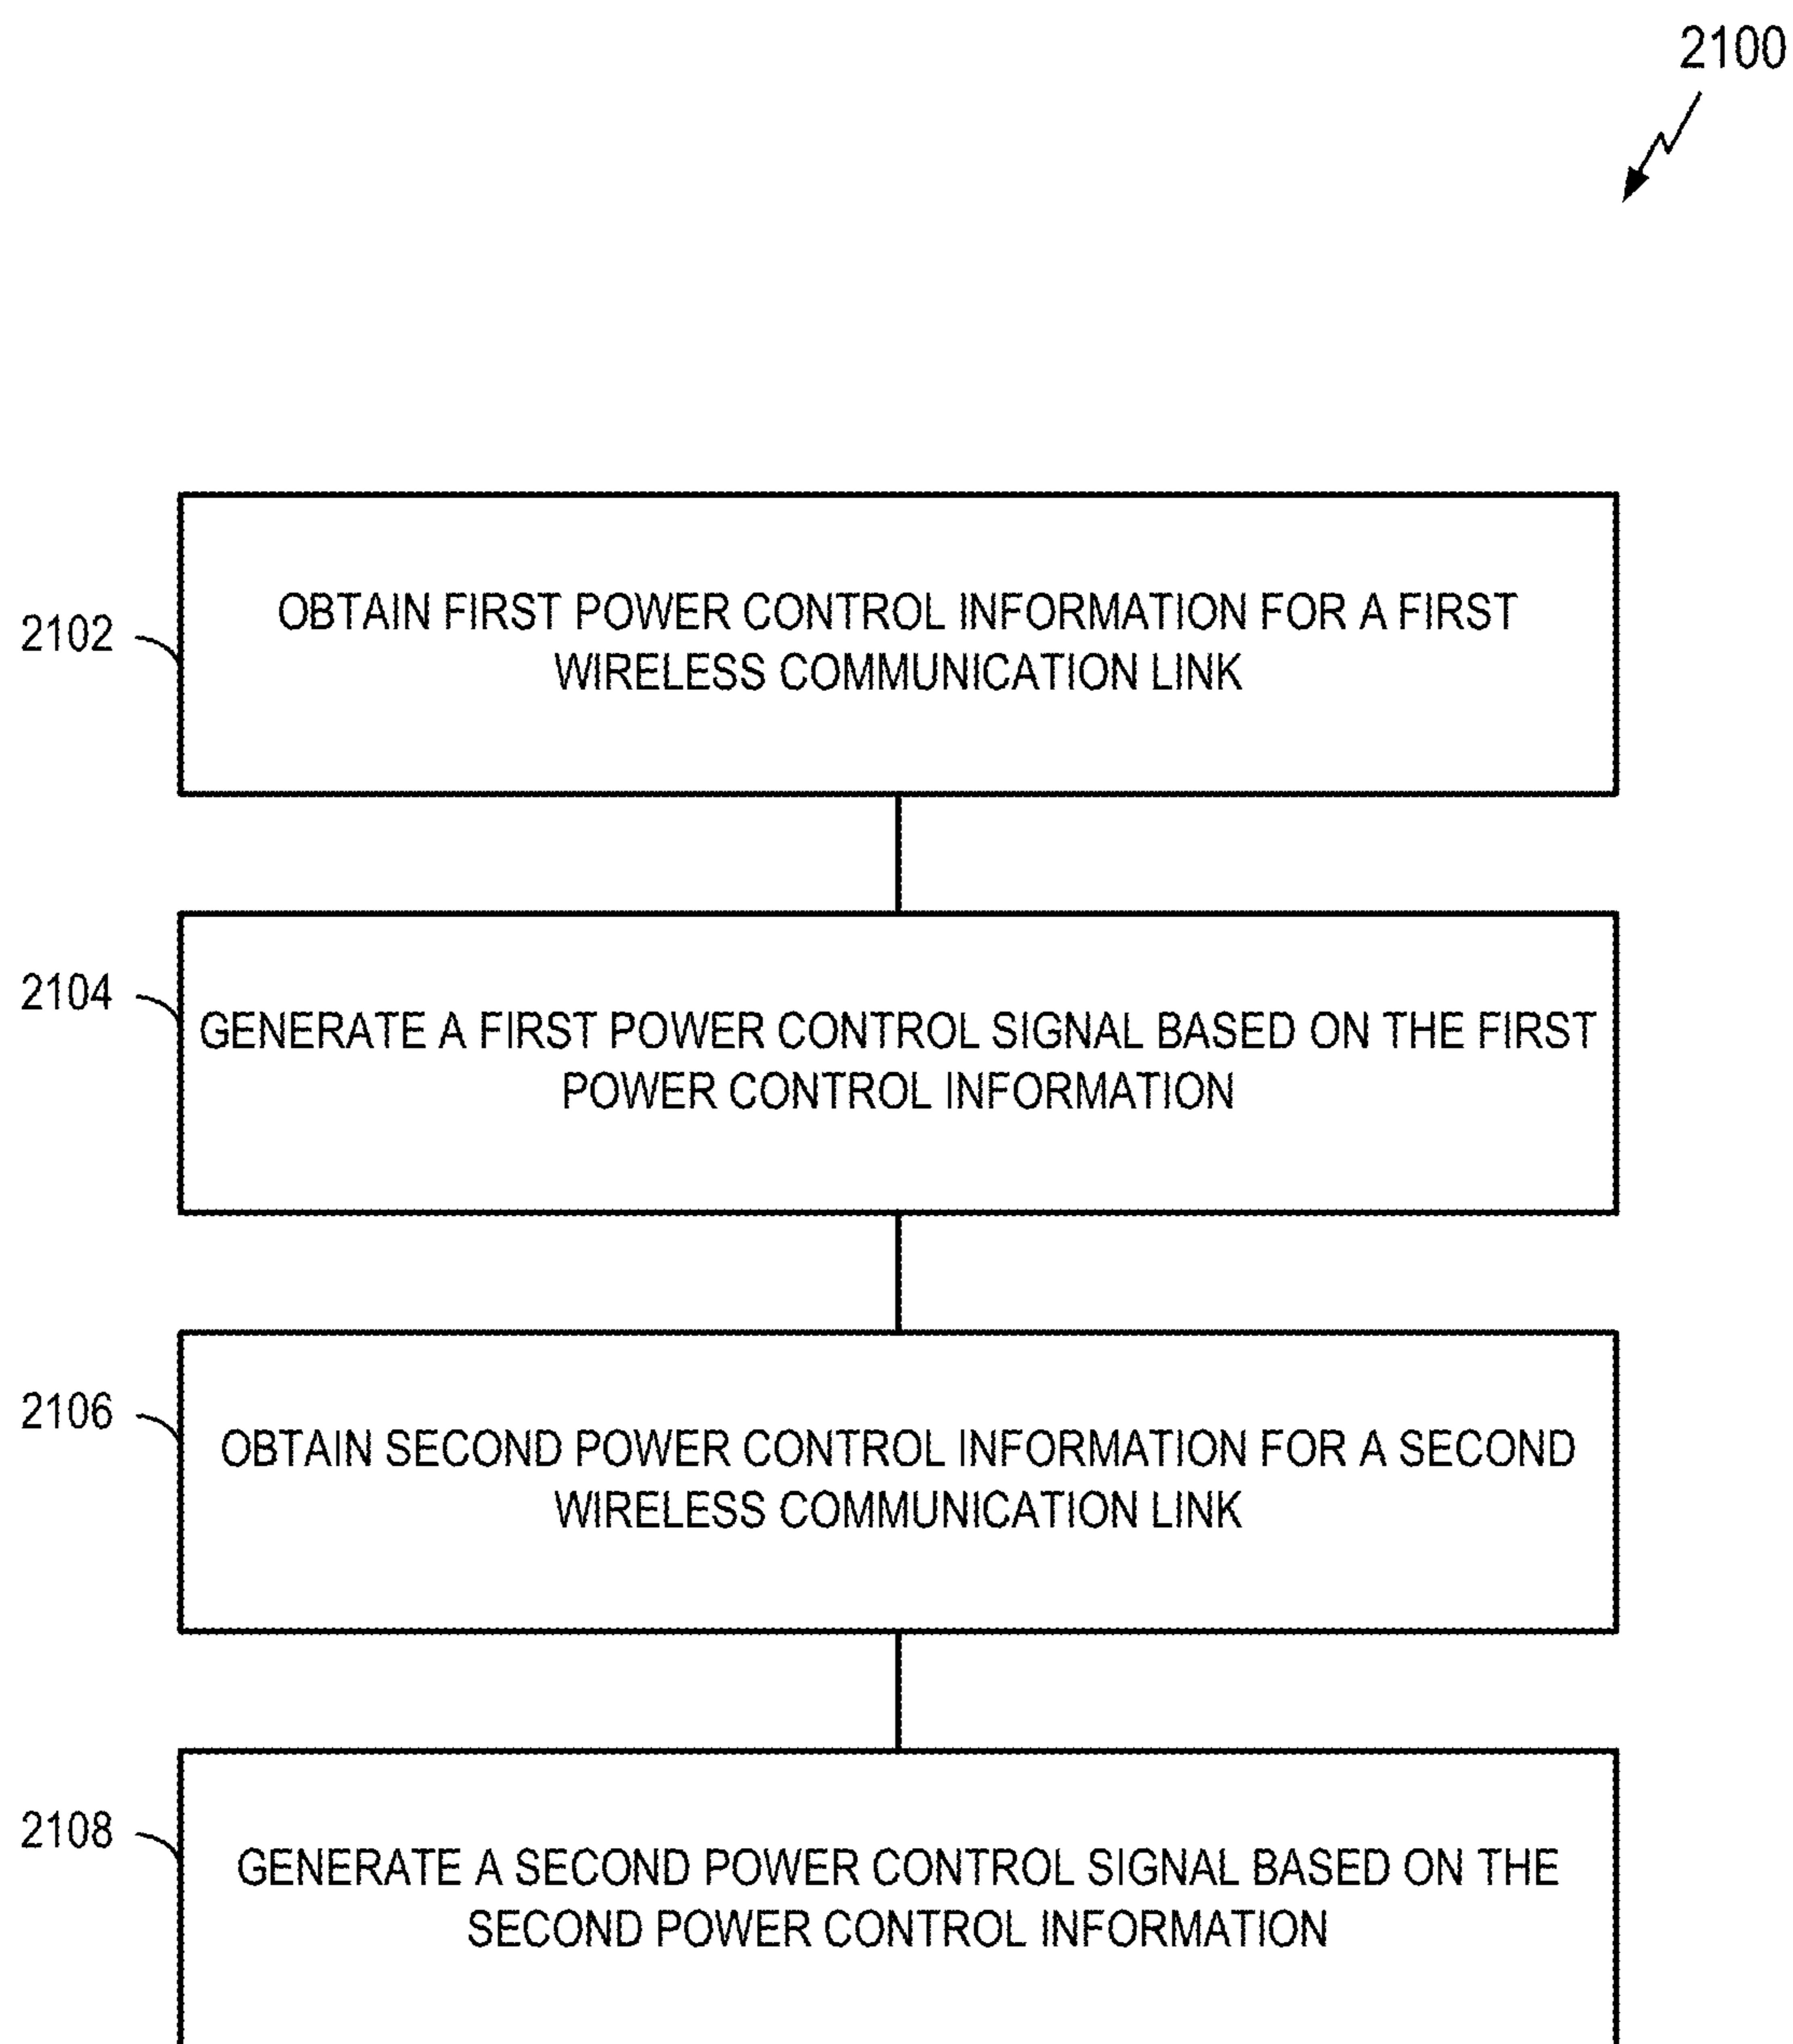 2100
2102
OBTAIN FIRST POWER CONTROL INFORMATION FOR A FIRST
WIRELESS COMMUNICATION LINK
2104
GENERATE A FIRST POWER CONTROL SIGNAL BASED ON THE FIRST
POWER CONTROL INFORMATION
2106
OBTAIN SECOND POWER CONTROL INFORMATION FOR A SECOND
WIRELESS COMMUNICATION LINK
2108
GENERATE A SECOND POWER CONTROL SIGNAL BASED ON THE
SECOND POWER CONTROL INFORMATION